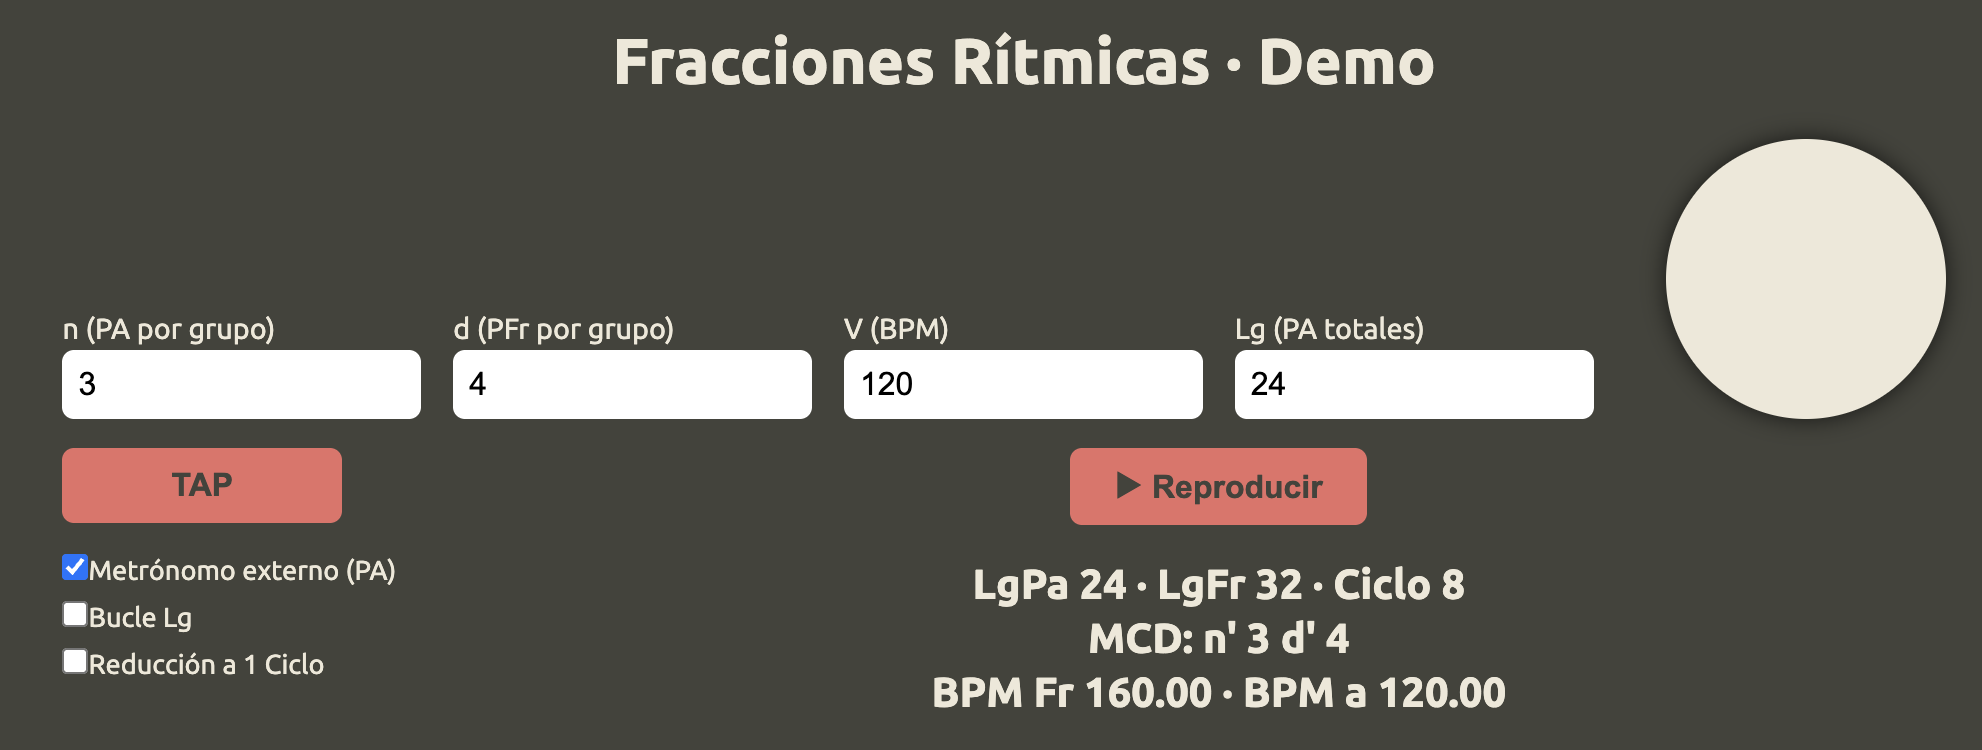 Fracciones Rítmicas · Demo
n (PA por grupo)
3
d (PFr por grupo)
4
V (BPM)
120
Lg (PA totales)
24
TAP
▶ Reproducir
Metrónomo externo (PA)
Bucle Lg
Reducción a 1 Ciclo
LgPa 24 · LgFr 32 · Ciclo 8
MCD: n' 3 d' 4
BPM Fr 160.00 · BPM a 120.00